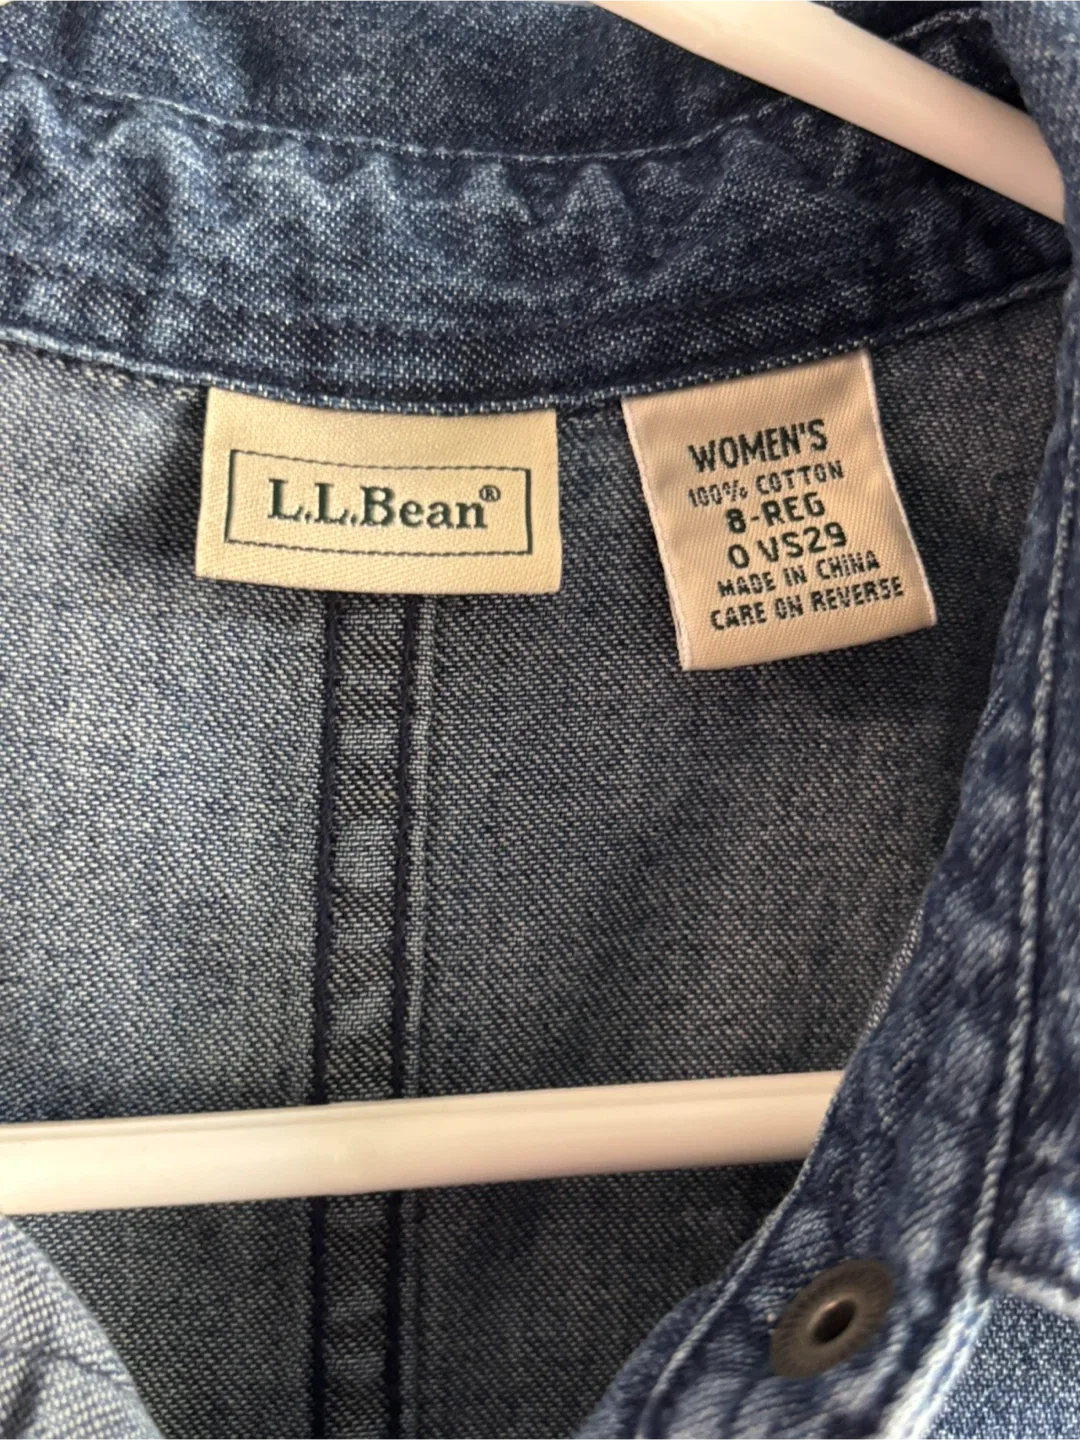 L.L.Bean®
WOMEN'S
100% COTTON
8-REG
0 VS29
MADE IN CHINA
CARE ON REVERSE